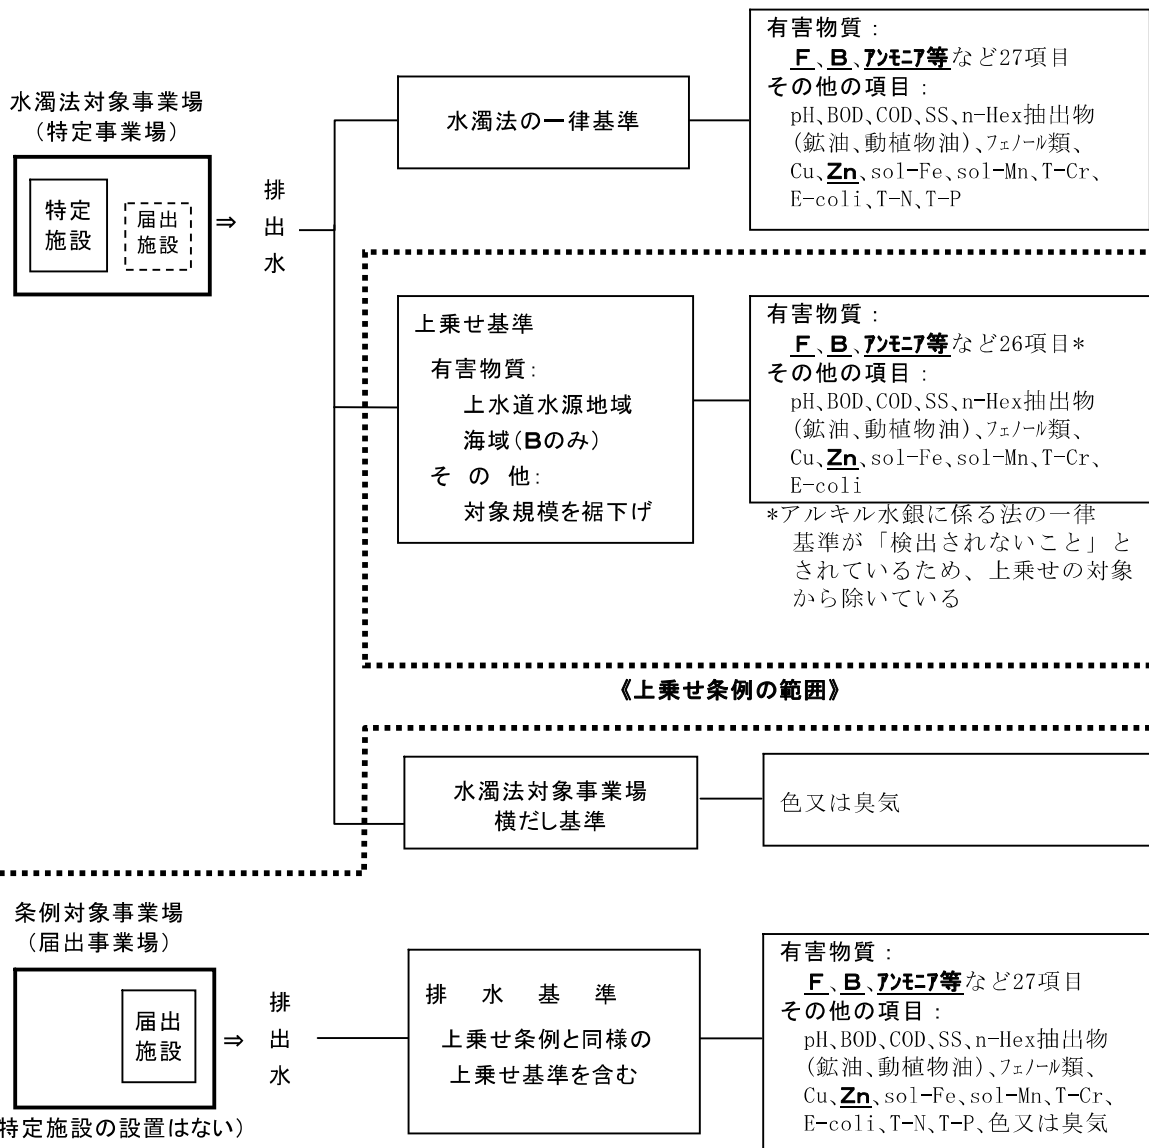 水濁法対象事業場
(特定事業場)
特定
施設
届出
施設
⇒
排
出
水
水濁法の一律基準
有害物質:
F、B、アンモニア等など27項目
その他の項目:
pH、BOD、COD、SS、n-Hex抽出物
(鉱油、動植物油)、フェノール類、
Cu、Zn、sol-Fe、sol-Mn、T-Cr、
E-coli、T-N、T-P
上乗せ基準
有害物質:
上水道水源地域
海域(Bのみ)
そ の 他:
対象規模を裾下げ
有害物質:
F、B、アンモニア等など26項目*
その他の項目:
pH、BOD、COD、SS、n-Hex抽出物
(鉱油、動植物油)、フェノール類、
Cu、Zn、sol-Fe、sol-Mn、T-Cr、
E-coli
*アルキル水銀に係る法の一律
基準が「検出されないこと」と
されているため、上乗せの対象
から除いている
《上乗せ条例の範囲》
水濁法対象事業場
横だし基準
色又は臭気
条例対象事業場
(届出事業場)
届出
施設
⇒
排
出
水
特定施設の設置はない)
排 水 基 準
上乗せ条例と同様の
上乗せ基準を含む
有害物質:
F、B、アンモニア等など27項目
その他の項目:
pH、BOD、COD、SS、n-Hex抽出物
(鉱油、動植物油)、フェノール類、
Cu、Zn、sol-Fe、sol-Mn、T-Cr、
E-coli、T-N、T-P、色又は臭気